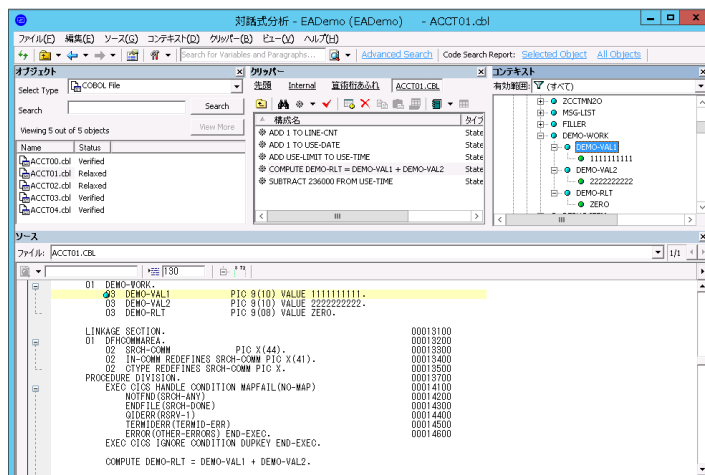 対話式分析 - EADemo (EADemo) - ACCT01.cbl
ファイル(F) 編集(E) ソース(G) コンテキスト(D) クリッパー(B) ビュー(V) ヘルプ(H)
Search for Variables and Paragraphs... Advanced Search Code Search Report: Selected Object All Objects
オブジェクト
Select Type COBOL File
Search Search
Viewing 5 out of 5 objects View More
Name Status
ACCT00.cbl Verified
ACCT01.cbl Relaxed
ACCT02.cbl Relaxed
ACCT03.cbl Verified
ACCT04.cbl Verified
クリッパー
先頭 Internal 算術桁あふれ ACCT01.CBL
構成名 タイプ
ADD 1 TO LINE-CNT State
ADD 1 TO USE-DATE State
ADD USE-LIMIT TO USE-TIME State
COMPUTE DEMO-RLT = DEMO-VAL1 + DEMO-VAL2 State
SUBTRACT 236000 FROM USE-TIME State
コンテキスト
有効範囲: (すべて)
ZCCTMN2O
MSG-LIST
FILLER
DEMO-WORK
DEMO-VAL1
1111111111
DEMO-VAL2
2222222222
DEMO-RLT
ZERO
ソース
ファイル: ACCT01.CBL 1/1
130
01 DEMO-WORK.
03 DEMO-VAL1 PIC 9(10) VALUE 1111111111.
03 DEMO-VAL2 PIC 9(10) VALUE 2222222222.
03 DEMO-RLT PIC 9(08) VALUE ZERO.
LINKAGE SECTION. 00013100
01 DFHCOMMAREA. 00013200
02 SRCH-COMM PIC X(44). 00013300
02 IN-COMM REDEFINES SRCH-COMM PIC X(41). 00013400
02 CTYPE REDEFINES SRCH-COMM PIC X. 00013500
PROCEDURE DIVISION. 00013700
EXEC CICS HANDLE CONDITION MAPFAIL(NO-MAP) 00014100
NOTFND(SRCH-ANY) 00014200
ENDFILE(SRCH-DONE) 00014300
QIDERR(RSRV-1) 00014400
TERMIDERR(TERMID-ERR) 00014500
ERROR(OTHER-ERRORS) END-EXEC. 00014600
EXEC CICS IGNORE CONDITION DUPKEY END-EXEC.
COMPUTE DEMO-RLT = DEMO-VAL1 + DEMO-VAL2.